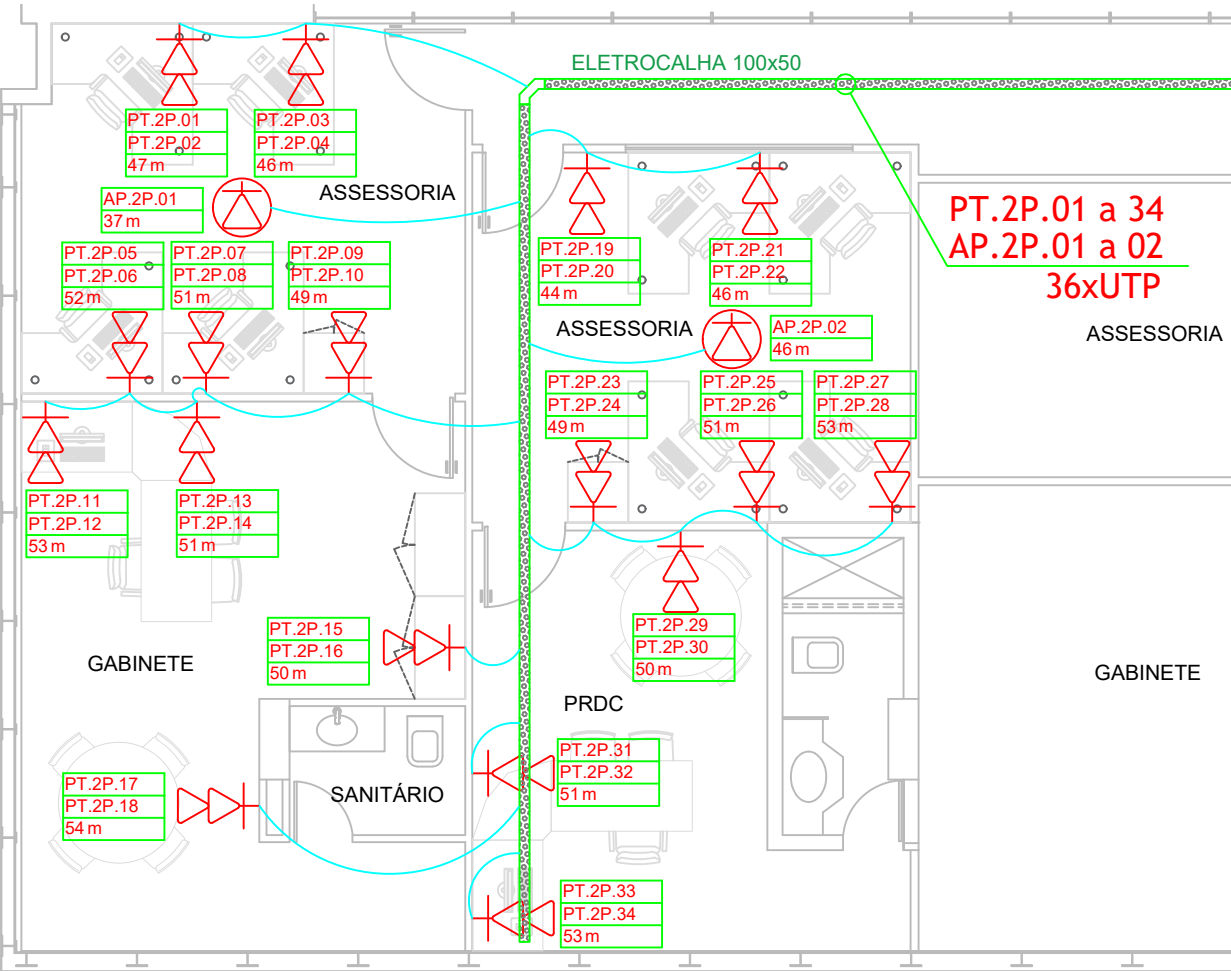 ELETROCALHA 100x50
PT.2P.01
PT.2P.02
47 m
PT.2P.03
PT.2P.04
46 m
AP.2P.01
37 m
ASSESSORIA
PT.2P.05
PT.2P.06
52 m
PT.2P.07
PT.2P.08
51 m
PT.2P.09
PT.2P.10
49 m
PT.2P.19
PT.2P.20
44 m
PT.2P.21
PT.2P.22
46 m
PT.2P.01 a 34
AP.2P.01 a 02
36xUTP
ASSESSORIA
AP.2P.02
46 m
ASSESSORIA
PT.2P.23
PT.2P.24
49 m
PT.2P.25
PT.2P.26
51 m
PT.2P.27
PT.2P.28
53 m
PT.2P.11
PT.2P.12
53 m
PT.2P.13
PT.2P.14
51 m
PT.2P.15
PT.2P.16
50 m
PT.2P.29
PT.2P.30
50 m
GABINETE
GABINETE
PRDC
PT.2P.31
PT.2P.32
51 m
PT.2P.17
PT.2P.18
54 m
SANITÁRIO
PT.2P.33
PT.2P.34
53 m